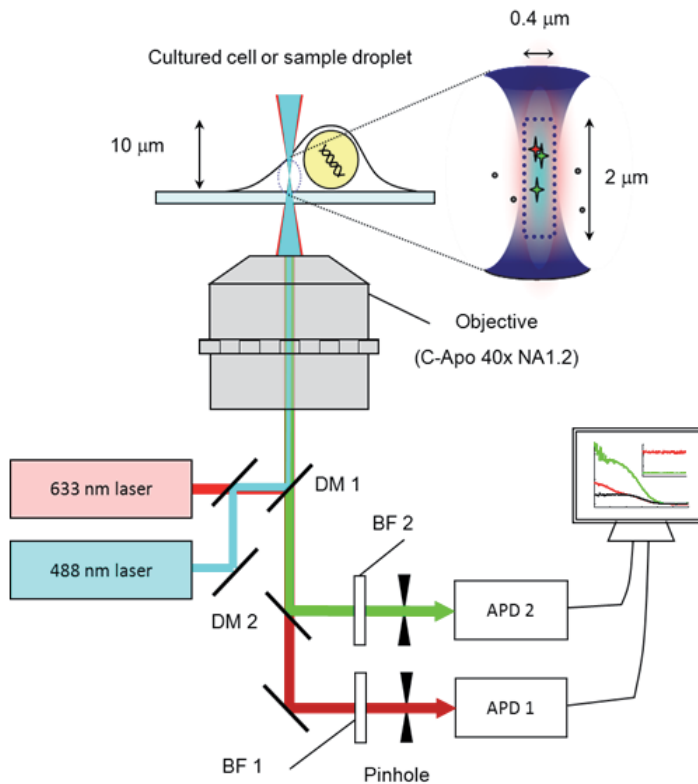 0.4 μm
Cultured cell or sample droplet
10 μm
2 μm
Objective
(C-Apo 40x NA1.2)
633 nm laser
DM 1
BF 2
488 nm laser
DM 2
APD 2
APD 1
BF 1
Pinhole